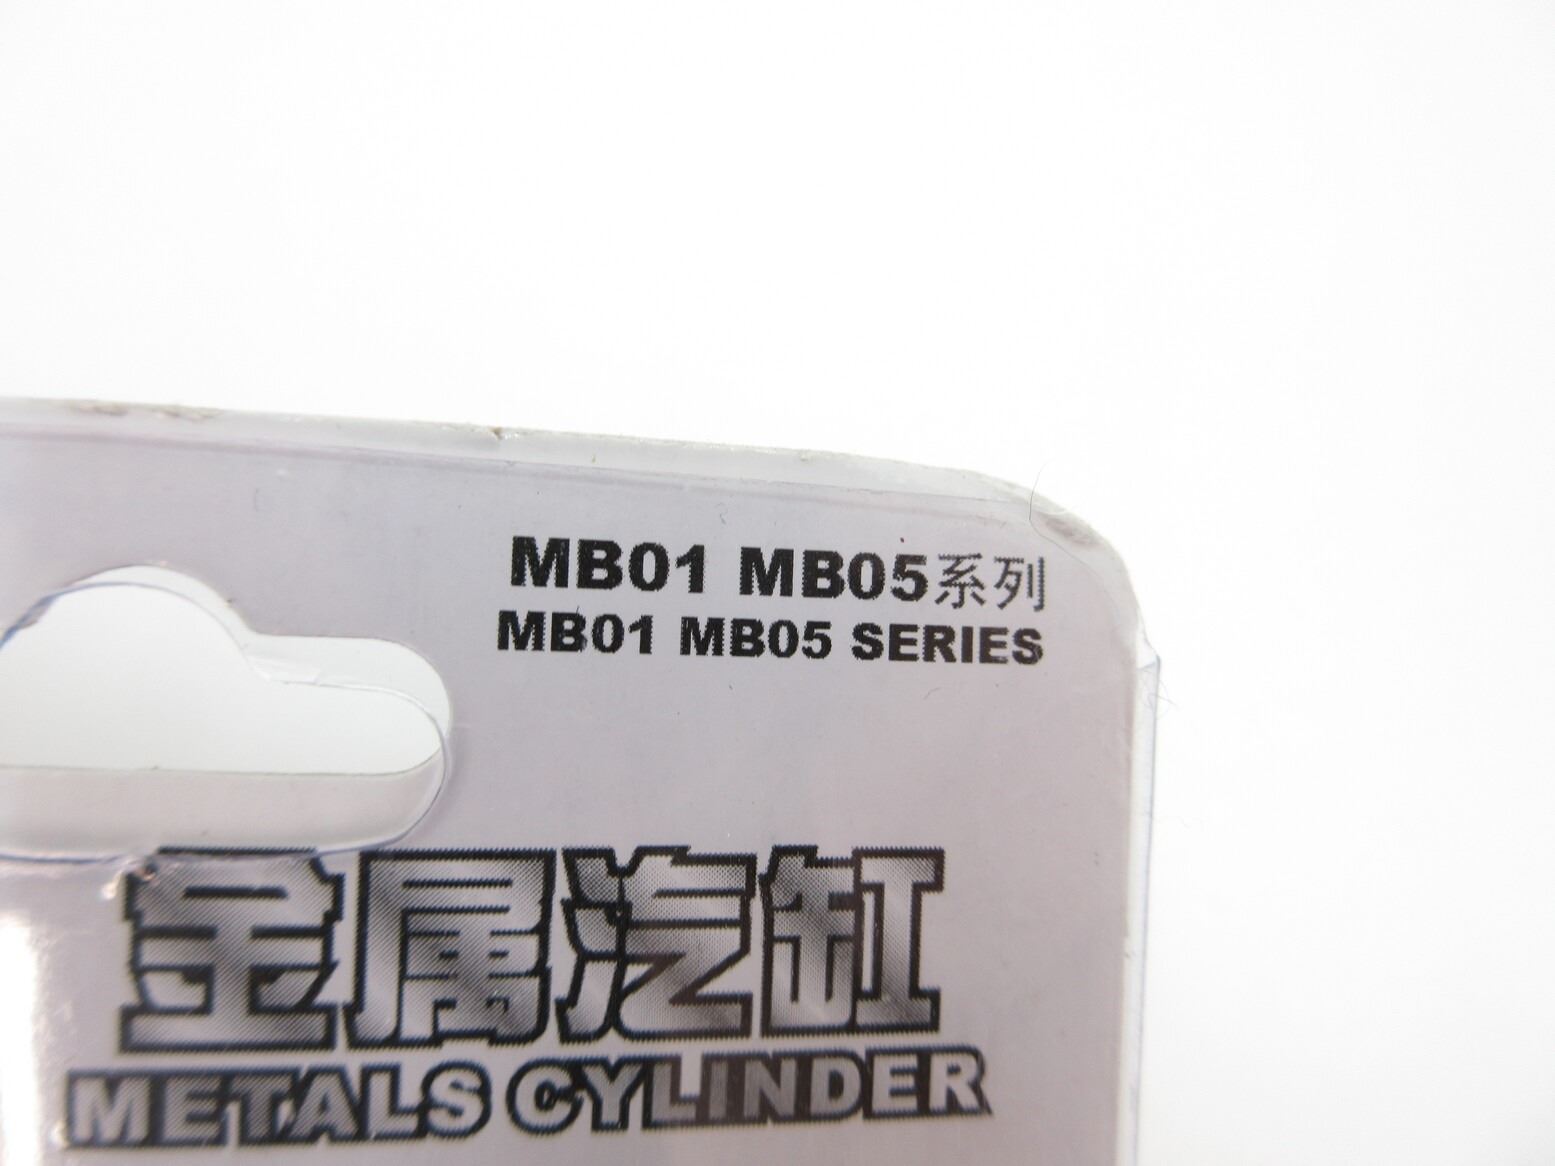 MB01 MB05系列
MB01 MB05 SERIES
金属汽缸
METALS CYLINDER